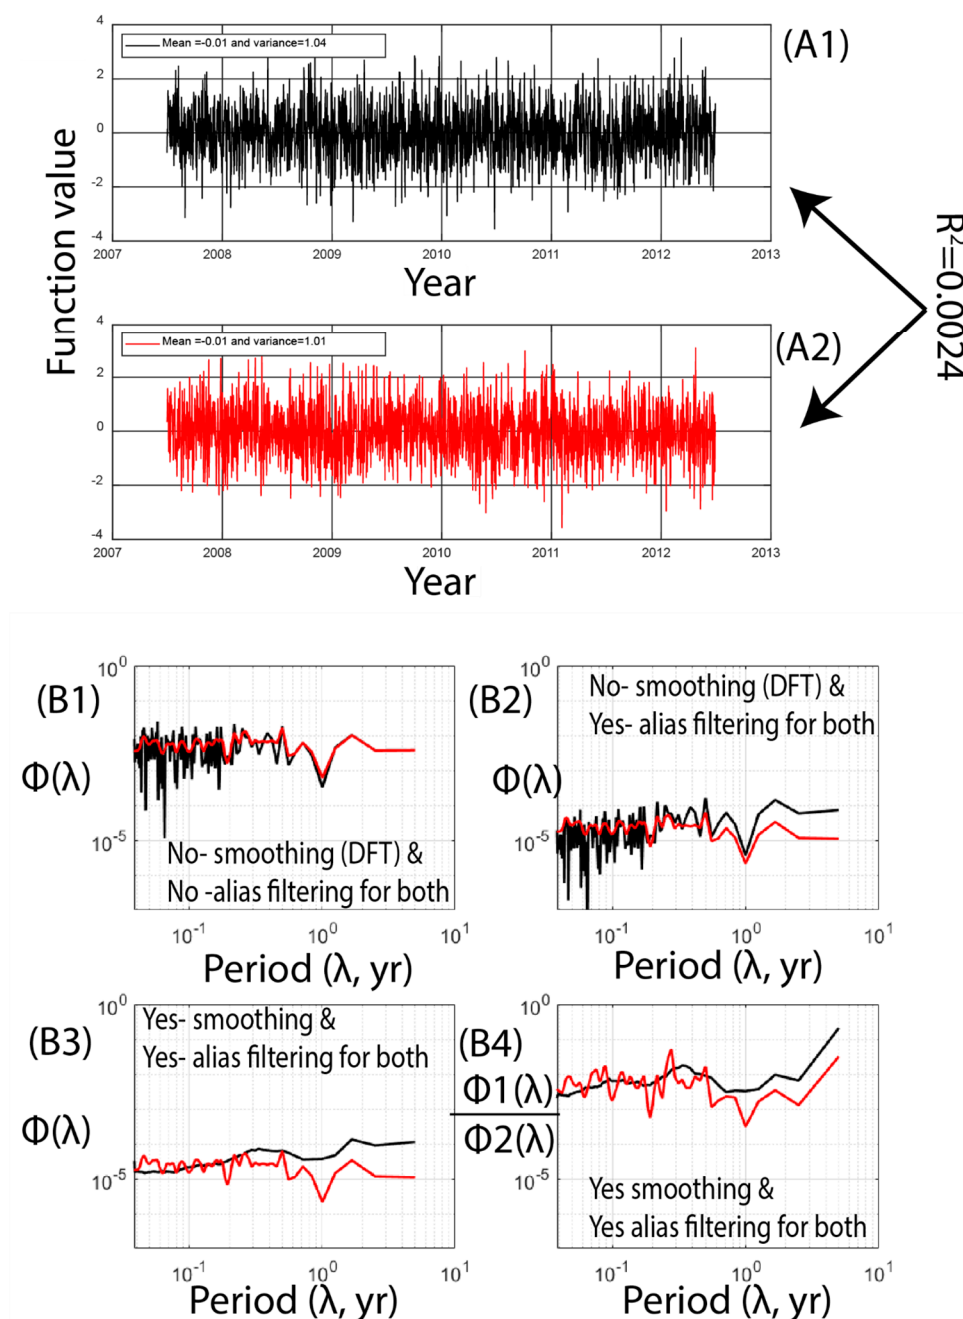 4
Mean =-0.01 and variance=1.04
(A1)
2
0
-2
-4
2007
2008
2009
2010
2011
2012
2013
Year
Function value
R²=0.0024
4
Mean =-0.01 and variance=1.01
(A2)
2
0
-2
-4
2007
2008
2009
2010
2011
2012
2013
Year
(B1)
10⁰
Φ(λ)
10⁻⁵
No- smoothing (DFT) &
No -alias filtering for both
10⁻¹
10⁰
10¹
Period (λ, yr)
(B2)
10⁰
No- smoothing (DFT) &
Yes- alias filtering for both
Φ(λ)
10⁻⁵
10⁻¹
10⁰
10¹
Period (λ, yr)
(B3)
10⁰
Yes- smoothing &
Yes- alias filtering for both
Φ(λ)
10⁻⁵
10⁻¹
10⁰
10¹
Period (λ, yr)
(B4)
10⁰
Φ1(λ)
Φ2(λ)
10⁻⁵
Yes smoothing &
Yes alias filtering for both
10⁻¹
10⁰
10¹
Period (λ, yr)